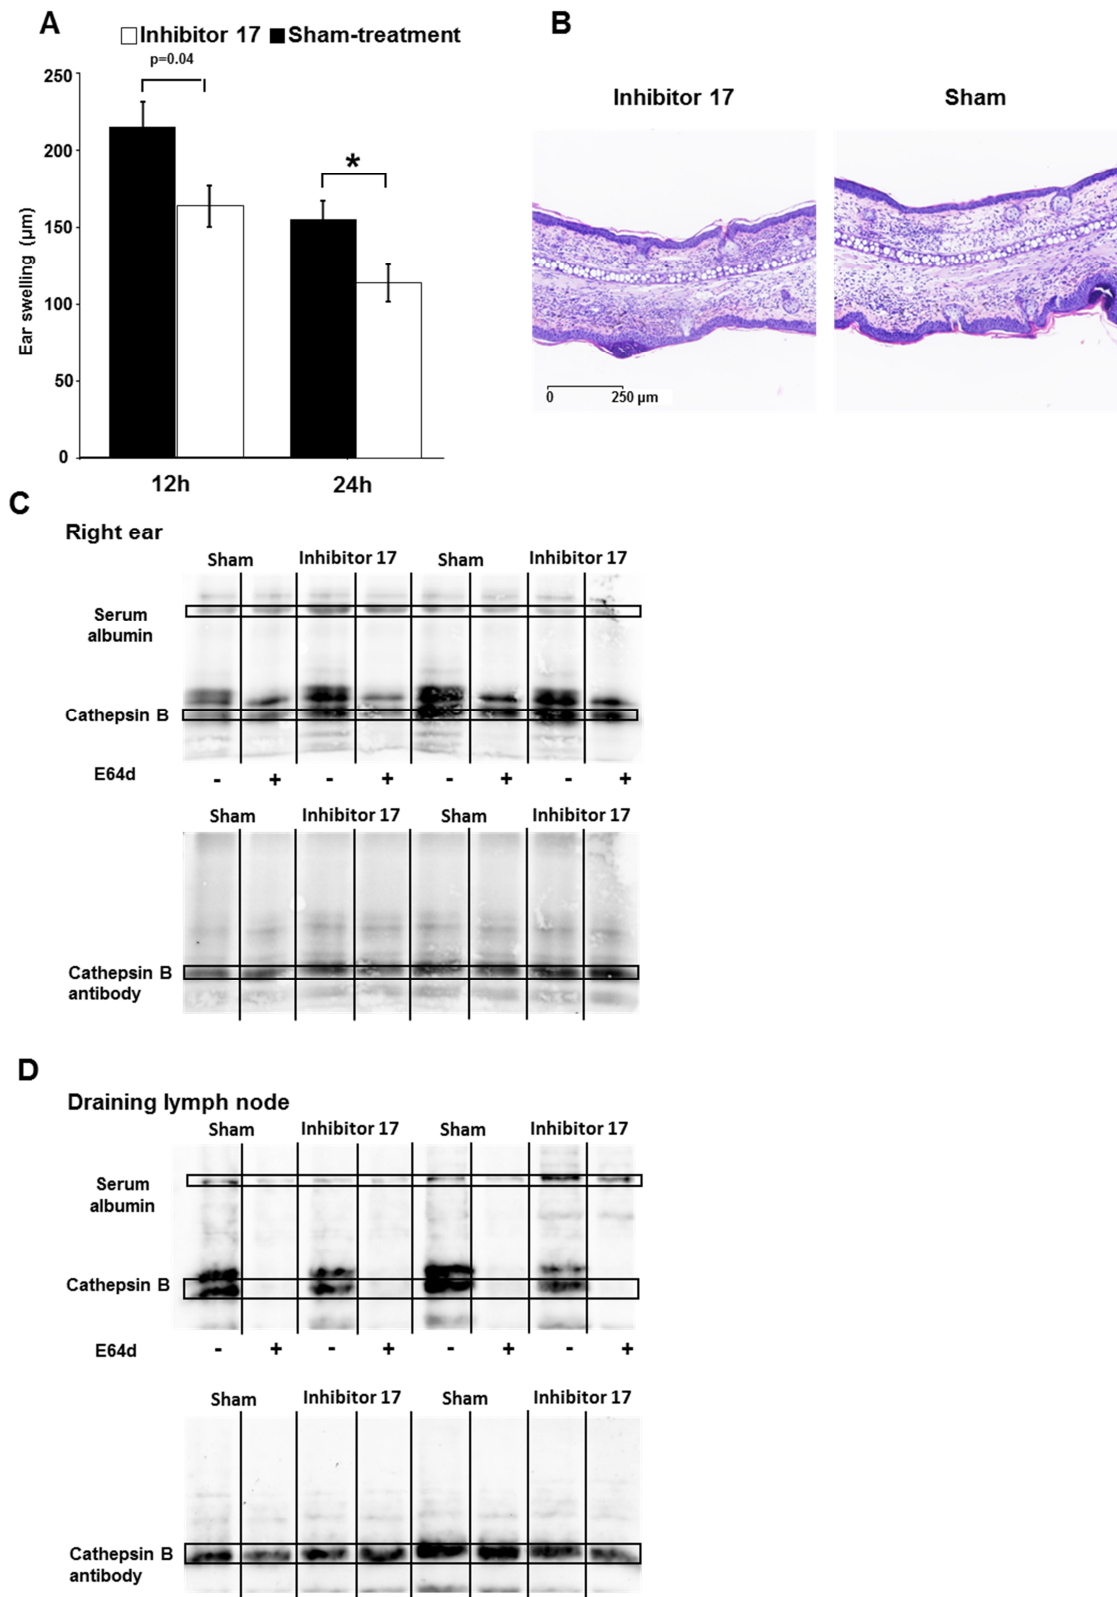 A
Inhibitor 17 Sham-treatment
p=0.04
250
200
150
100
50
0
Ear swelling (µm)
*
12h
24h
B
Inhibitor 17
Sham
0 250 µm
C
Right ear
Sham Inhibitor 17 Sham Inhibitor 17
Serum
albumin
Cathepsin B
E64d - + - + - + - +
Sham Inhibitor 17 Sham Inhibitor 17
Cathepsin B
antibody
D
Draining lymph node
Sham Inhibitor 17 Sham Inhibitor 17
Serum
albumin
Cathepsin B
E64d - + - + - + - +
Sham Inhibitor 17 Sham Inhibitor 17
Cathepsin B
antibody